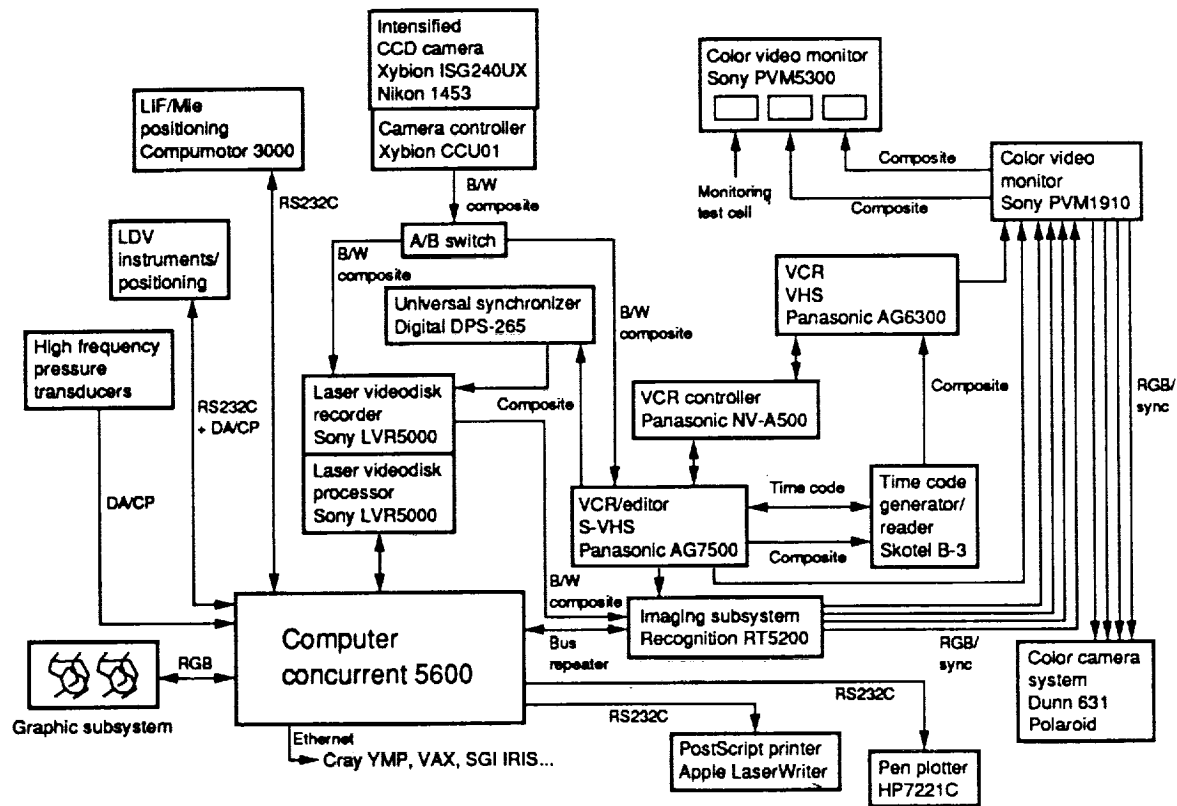 Intensified
CCD camera
Xybion ISG240UX
Nikon 1453
Camera controller
Xybion CCU01
Color video monitor
Sony PVM5300
LIF/Mie
positioning
Compumotor 3000
Composite
Color video
monitor
Sony PVM1910
Monitoring
test cell
Composite
B/W
composite
RS232C
A/B switch
LDV
instruments/
positioning
B/W
composite
Universal synchronizer
Digital DPS-265
B/W
composite
VCR
VHS
Panasonic AG6300
High frequency
pressure
transducers
RS232C
+ DA/CP
Laser videodisk
recorder
Sony LVR5000
Composite
VCR controller
Panasonic NV-A500
Composite
RGB/
sync
Laser videodisk
processor
Sony LVR5000
DA/CP
VCR/editor
S-VHS
Panasonic AG7500
Time code
Composite
Time code
generator/
reader
Skotel B-3
B/W
composite
Imaging subsystem
Recognition RT5200
Bus
repeater
RGB/
sync
Computer
concurrent 5600
RGB
Graphic subsystem
Color camera
system
Dunn 631
Polaroid
RS232C
RS232C
Ethernet
Cray YMP, VAX, SGI IRIS...
PostScript printer
Apple LaserWriter
Pen plotter
HP7221C